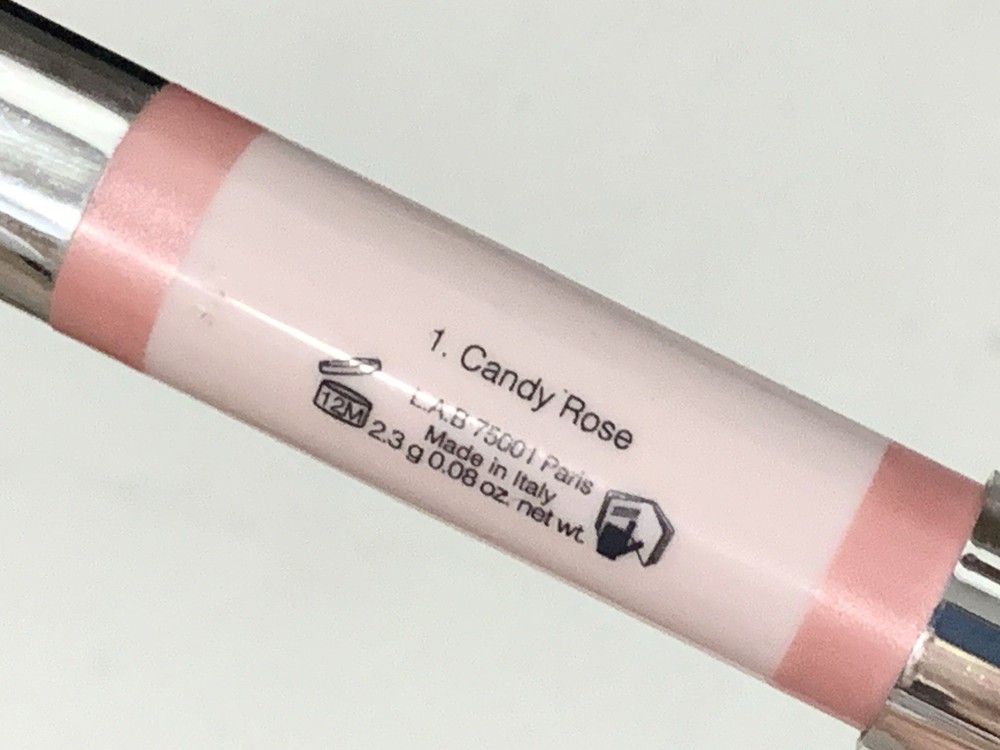 1. Candy Rose
L.A.B 75001 Paris
Made in Italy
12M
2.3 g 0.08 oz. net wt.